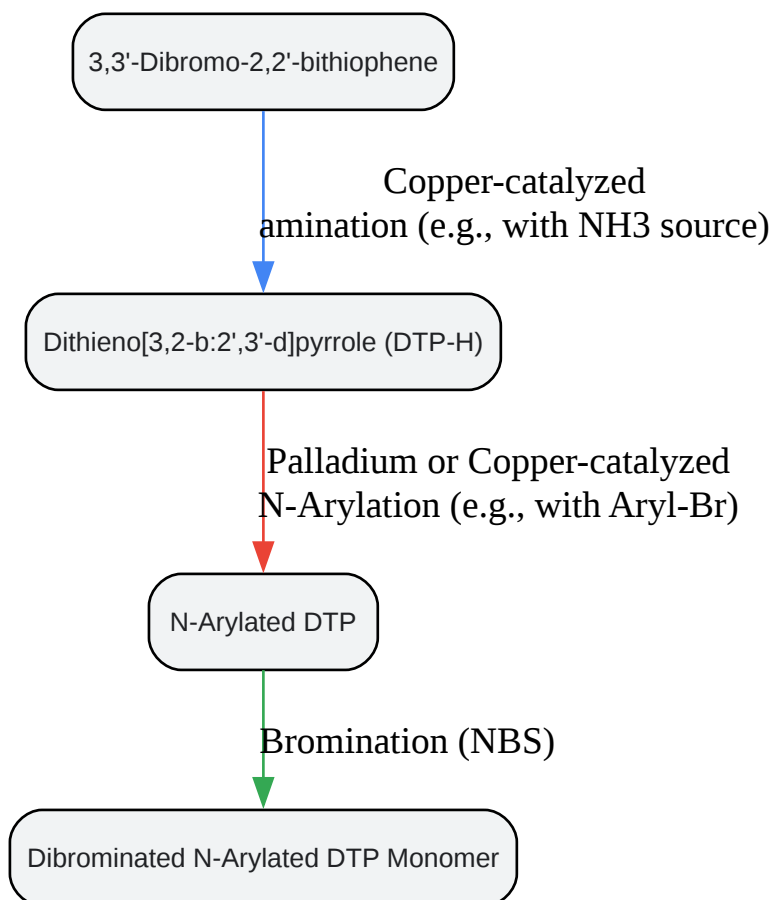 3,3'-Dibromo-2,2'-bithiophene
Copper-catalyzed
amination (e.g., with NH3 source)
Dithieno[3,2-b:2',3'-d]pyrrole (DTP-H)
Palladium or Copper-catalyzed
N-Arylation (e.g., with Aryl-Br)
N-Arylated DTP
Bromination (NBS)
Dibrominated N-Arylated DTP Monomer